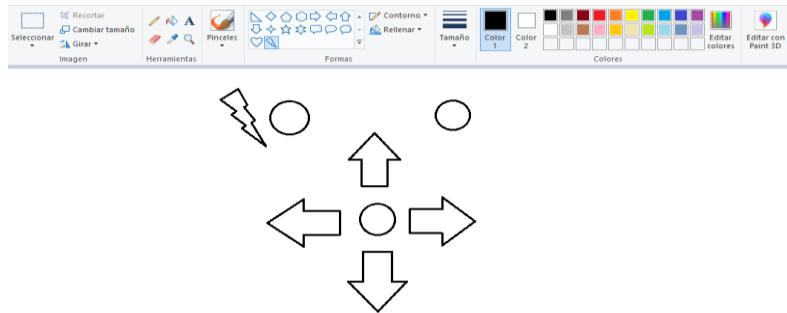 Seleccionar
Recortar
Cambiar tamaño
Girar
Imagen
A
Herramientas
Pinceles
Contorno
Rellenar
Formas
Tamaño
Color
1
Color
2
Editar
colores
Colores
Editar con
Paint 3D